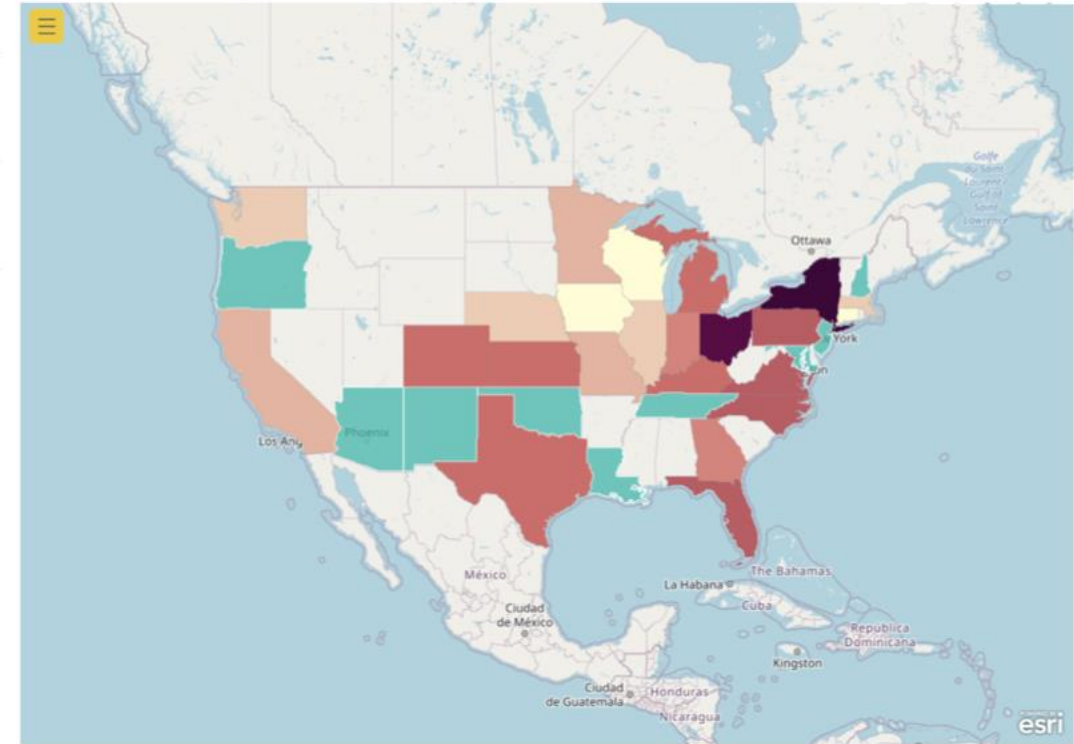 Golfe
du Saint
Laurent /
Gulf of
Saint
Lawrence
Ottawa
York
on
Phoenix
Los Ang
México
La Habana
The Bahamas
Cuba
Ciudad
de México
República
Dominicana
Kingston
Ciudad
de Guatemala
Honduras
Nicaragua
esri